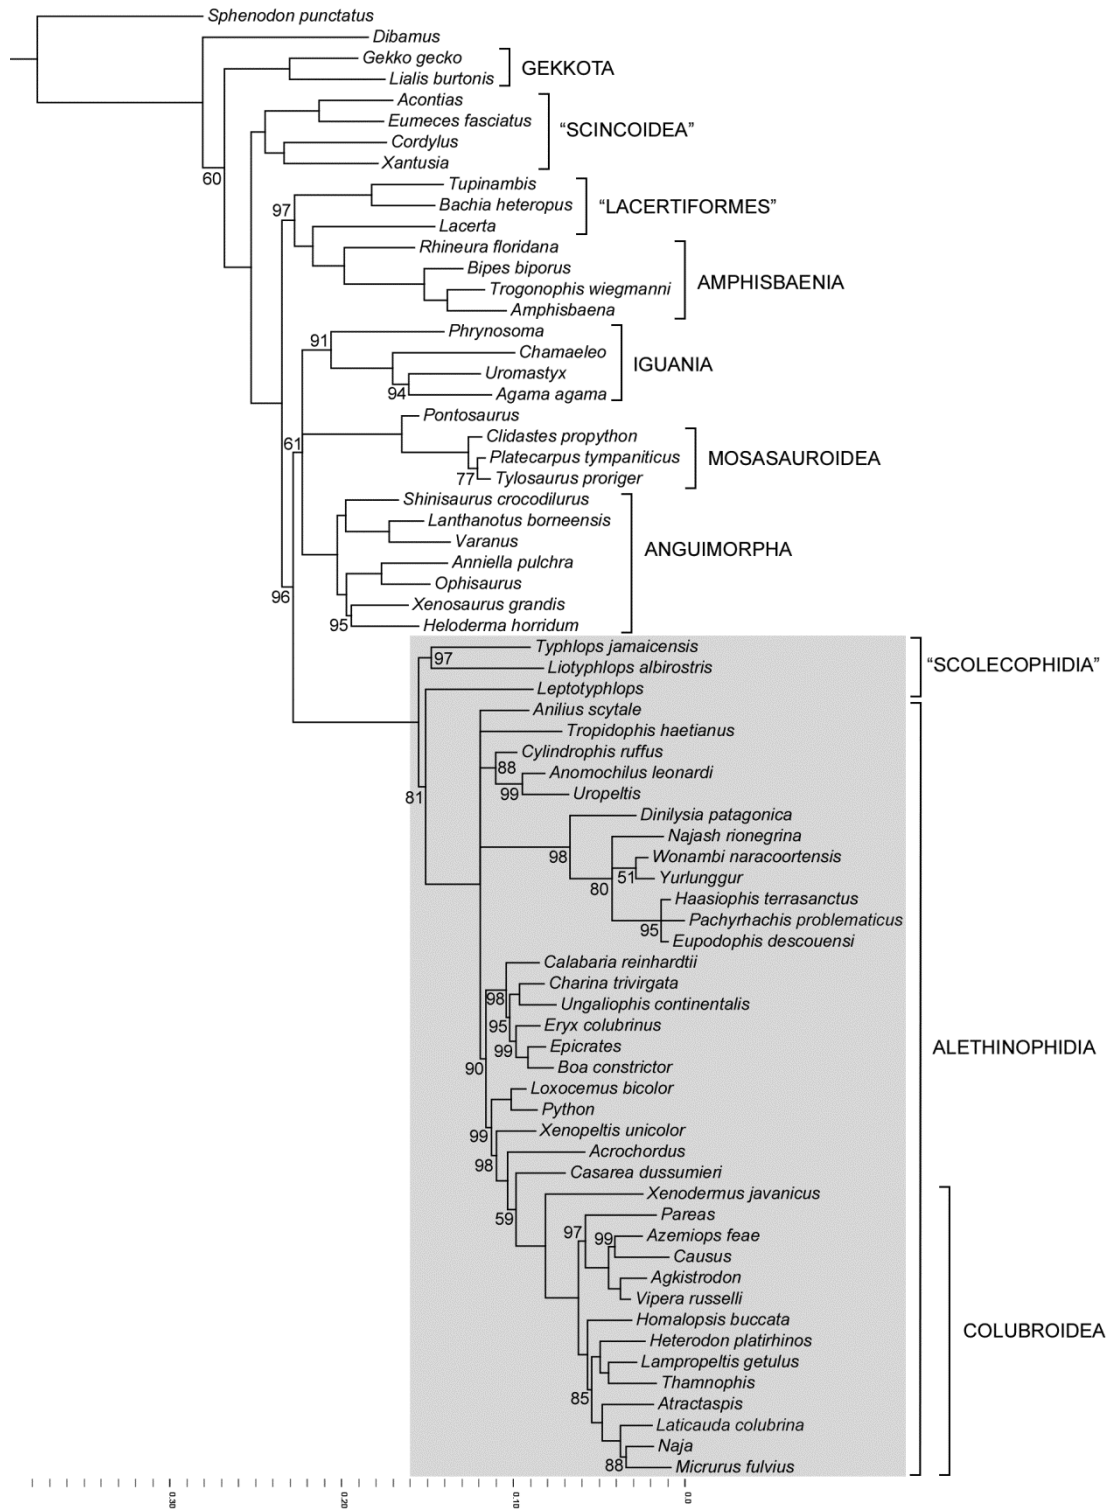 Sphenodon punctatus
Dibamus
Gekko gecko
Lialis burtonis
GEKKOTA
Acontias
Eumeces fasciatus
Cordylus
Xantusia
“SCINCOIDEA”
60
Tupinambis
Bachia heteropus
Lacerta
“LACERTIFORMES”
97
Rhineura floridana
Bipes biporus
Trogonophis wiegmanni
Amphisbaena
AMPHISBAENIA
Phrynosoma
Chamaeleo
Uromastyx
Agama agama
IGUANIA
91
94
Pontosaurus
Clidastes propython
Platecarpus tympaniticus
Tylosaurus proriger
MOSASAUROIDEA
61
77
Shinisaurus crocodilurus
Lanthanotus borneensis
Varanus
Anniella pulchra
Ophisaurus
Xenosaurus grandis
Heloderma horridum
ANGUIMORPHA
96
95
Typhlops jamaicensis
Liotyphlops albirostris
Leptotyphlops
“SCOLECOPHIDIA”
97
Anilius scytale
Tropidophis haetianus
Cylindrophis ruffus
Anomochilus leonardi
Uropeltis
88
99
81
Dinilysia patagonica
Najash rionegrina
Wonambi naracoortensis
Yurlunggur
Haasiophis terrasanctus
Pachyrhachis problematicus
Eupodophis descouensi
98
51
80
95
Calabaria reinhardtii
Charina trivirgata
Ungaliophis continentalis
Eryx colubrinus
Epicrates
Boa constrictor
98
95
99
90
ALETHINOPHIDIA
Loxocemus bicolor
Python
Xenopeltis unicolor
Acrochordus
Casarea dussumieri
99
98
59
Xenodermus javanicus
Pareas
Azemiops feae
Causus
Agkistrodon
Vipera russelli
97
99
Homalopsis buccata
Heterodon platirhinos
Lampropeltis getulus
Thamnophis
Atractaspis
Laticauda colubrina
Naja
Micrurus fulvius
85
88
COLUBROIDEA
0.30
0.20
0.10
0.0